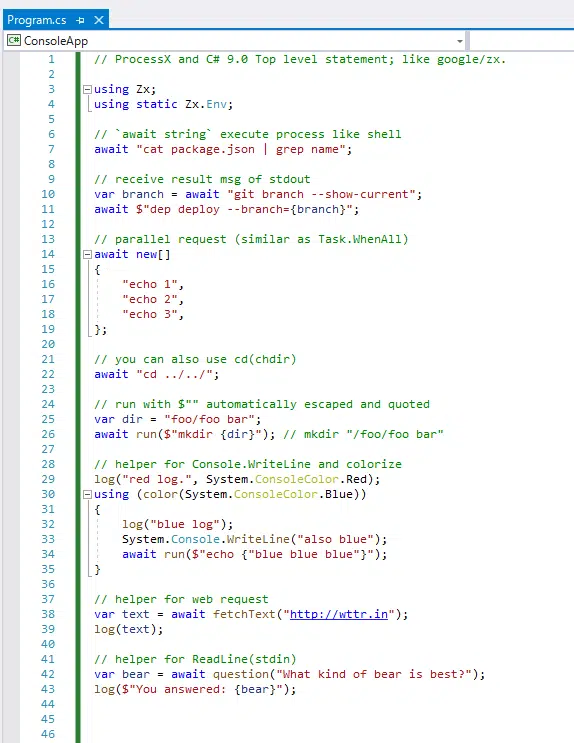 Program.cs
C# ConsoleApp
1 // ProcessX and C# 9.0 Top level statement; like google/zx.
2
3 using Zx;
4 using static Zx.Env;
5
6 // `await string` execute process like shell
7 await "cat package.json | grep name";
8
9 // receive result msg of stdout
10 var branch = await "git branch --show-current";
11 await $"dep deploy --branch={branch}";
12
13 // parallel request (similar as Task.WhenAll)
14 await new[]
15 {
16     "echo 1",
17     "echo 2",
18     "echo 3",
19 };
20
21 // you can also use cd(chdir)
22 await "cd ../../";
23
24 // run with $"" automatically escaped and quoted
25 var dir = "foo/foo bar";
26 await run($"mkdir {dir}"); // mkdir "/foo/foo bar"
27
28 // helper for Console.WriteLine and colorize
29 log("red log.", System.ConsoleColor.Red);
30 using (color(System.ConsoleColor.Blue))
31 {
32     log("blue log");
33     System.Console.WriteLine("also blue");
34     await run($"echo {"blue blue blue"}");
35 }
36
37 // helper for web request
38 var text = await fetchText("http://wttr.in");
39 log(text);
40
41 // helper for ReadLine(stdin)
42 var bear = await question("What kind of bear is best?");
43 log($"You answered: {bear}");
44
45
46